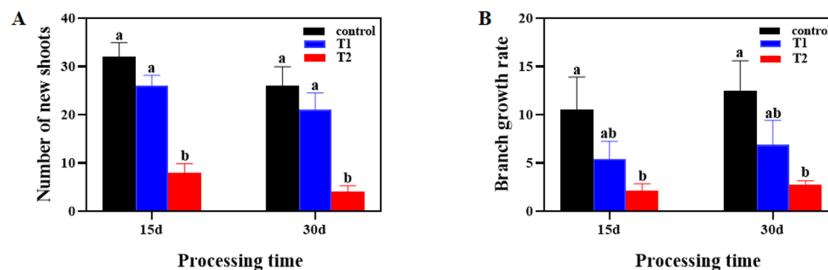 A
Number of new shoots
40
30
20
10
0
a
a
b
a
a
b
control
T1
T2
15d
30d
Processing time
B
Branch growth rate
20
15
10
5
0
a
ab
b
a
ab
b
control
T1
T2
15d
30d
Processing time